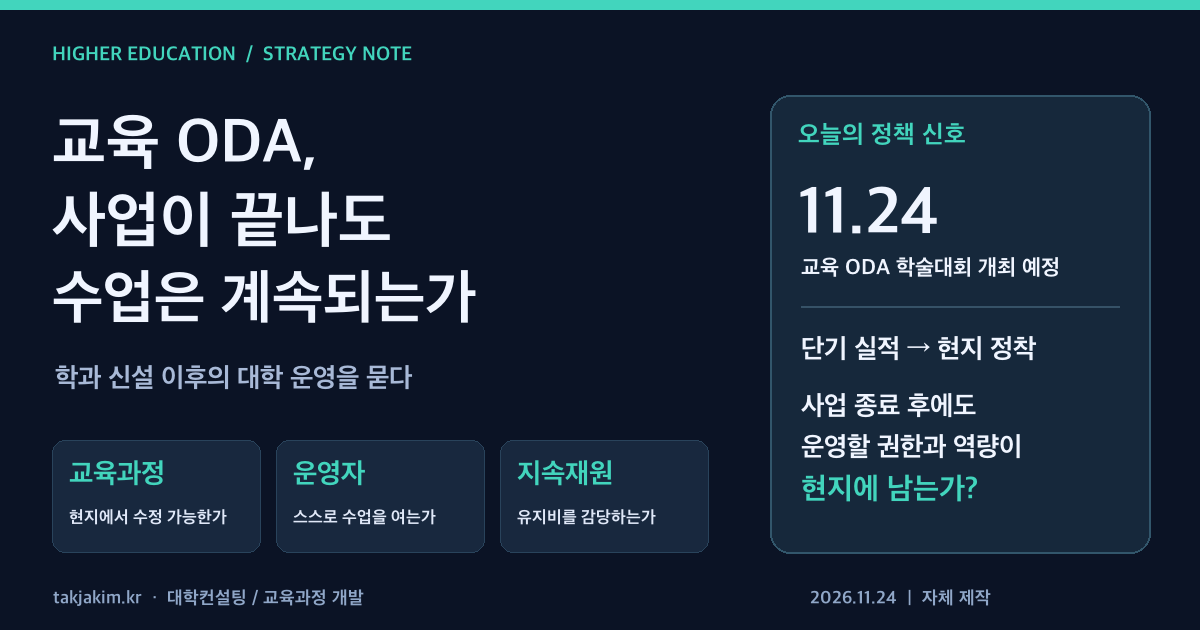 HIGHER EDUCATION / STRATEGY NOTE
교육 ODA,
사업이 끝나도
수업은 계속되는가
학과 신설 이후의 대학 운영을 묻다
교육과정
현지에서 수정 가능한가
운영자
스스로 수업을 여는가
지속재원
유지비를 감당하는가
오늘의 정책 신호
11.24
교육 ODA 학술대회 개최 예정
단기 실적 → 현지 정착
사업 종료 후에도
운영할 권한과 역량이
현지에 남는가?
takjakim.kr · 대학컨설팅 / 교육과정 개발
2026.11.24 | 자체 제작